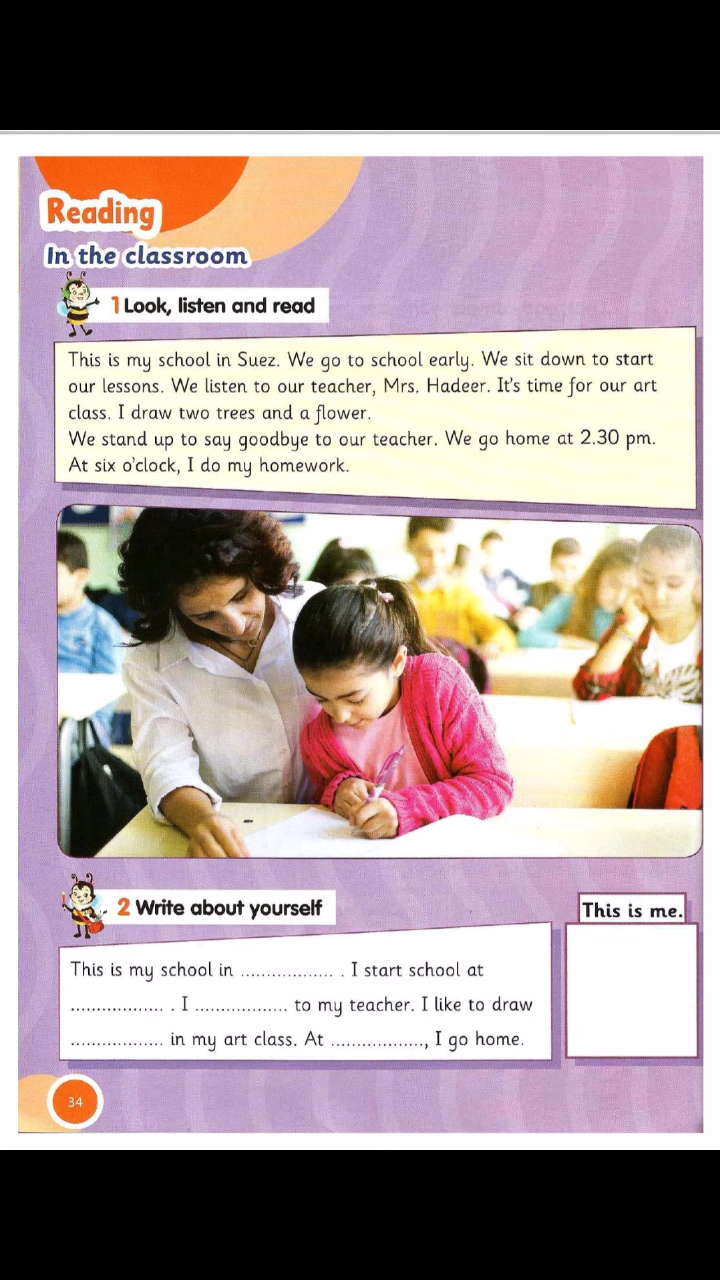 Reading
In the classroom
1 Look, listen and read
This is my school in Suez. We go to school early. We sit down to start
our lessons. We listen to our teacher, Mrs. Hadeer. It's time for our art
class. I draw two trees and a flower.
We stand up to say goodbye to our teacher. We go home at 2.30 pm.
At six o'clock, I do my homework.
2 Write about yourself
This is me.
This is my school in .................. . I start school at
.................. . I .................. to my teacher. I like to draw
.................. in my art class. At .................., I go home.
34